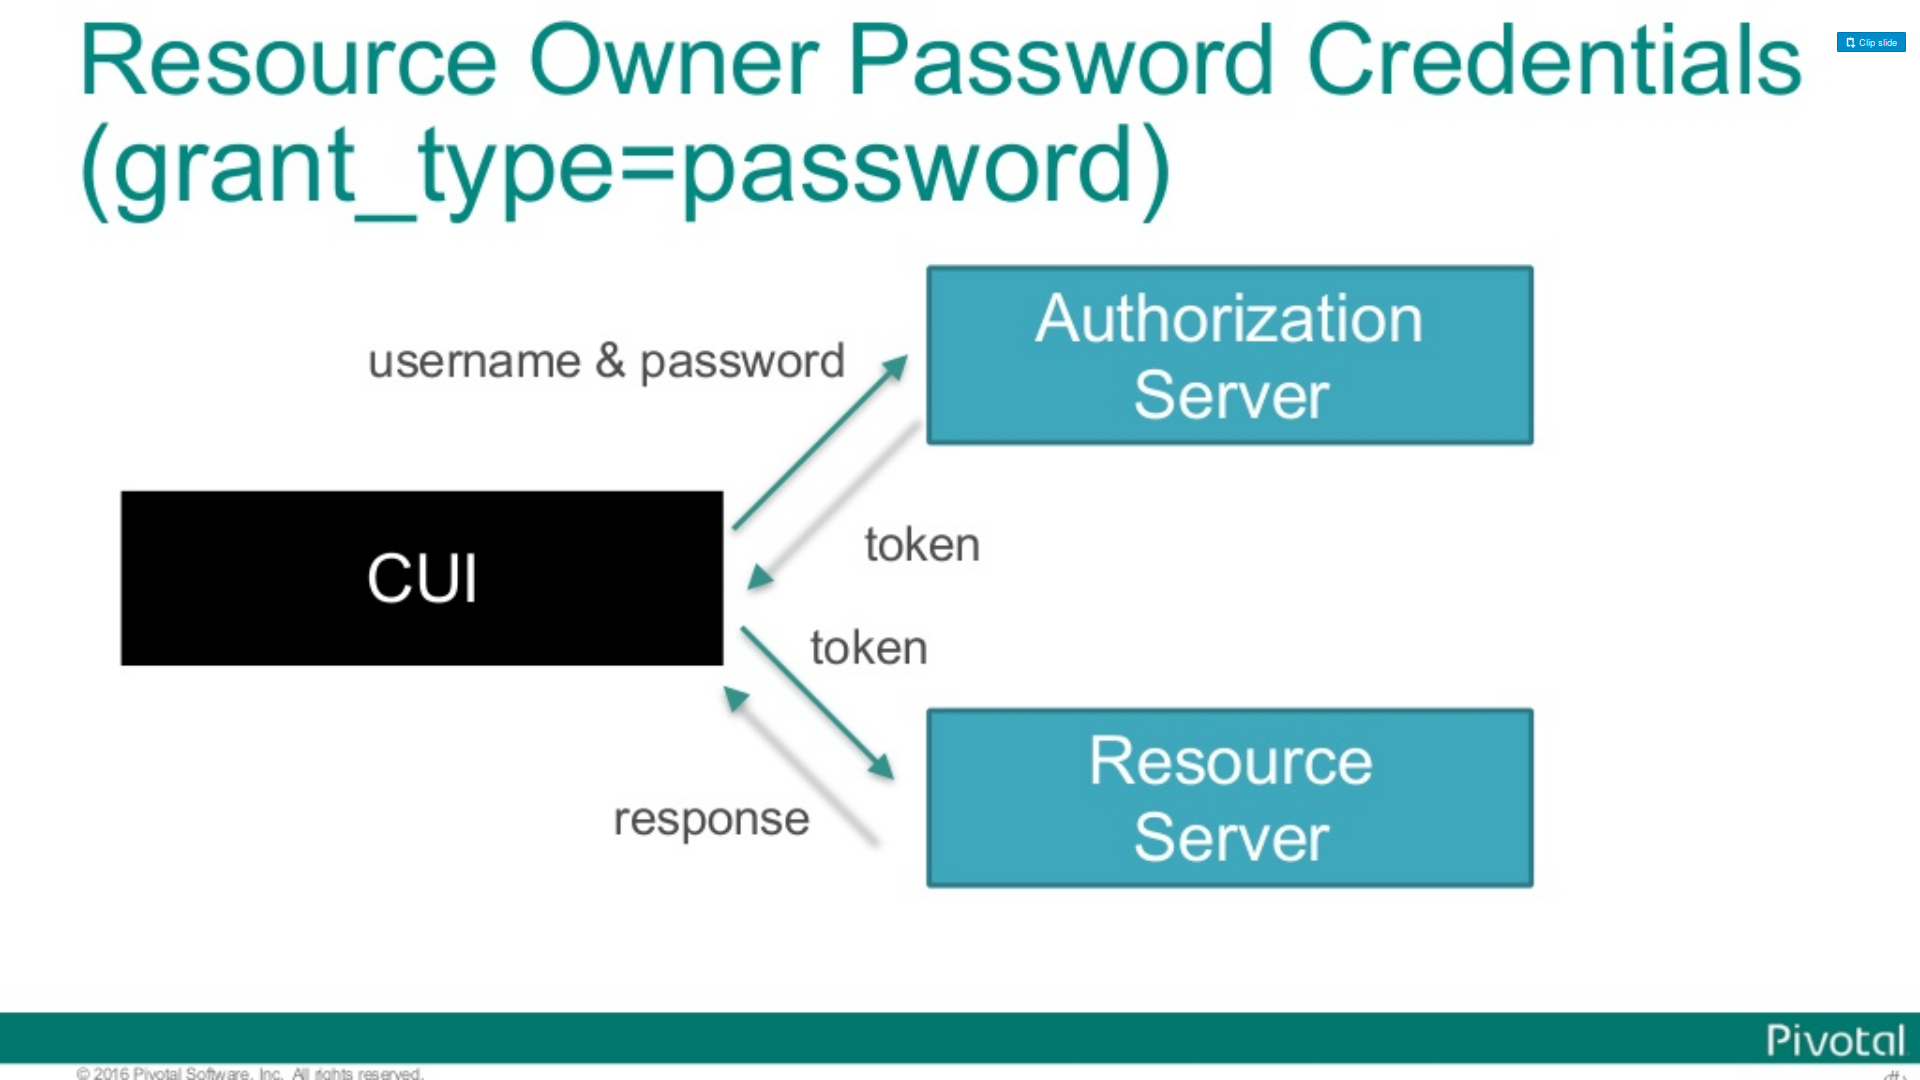 Resource Owner Password Credentials
(grant_type=password)
Clip slide
Authorization
Server
username & password
token
CUI
token
Resource
Server
response
Pivotal
© 2016 Pivotal Software, Inc. All rights reserved.